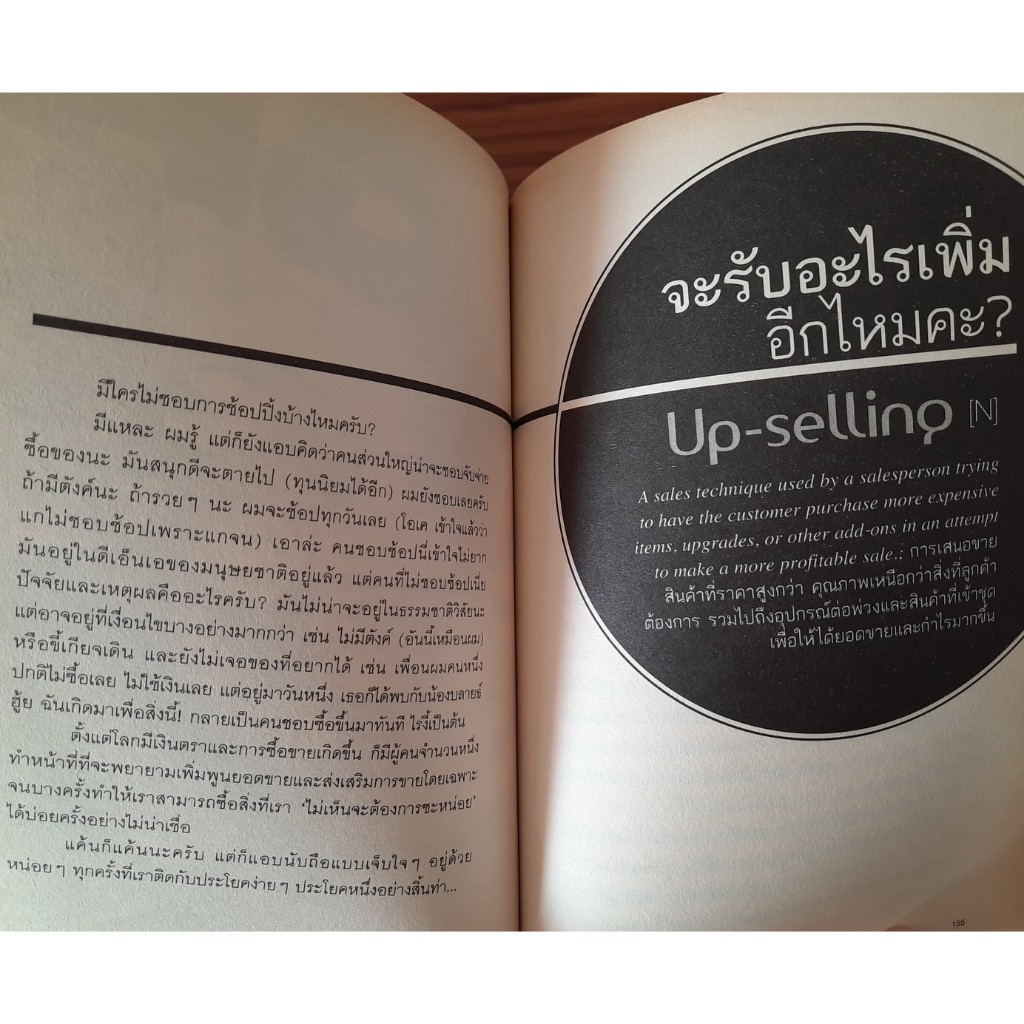 มีใครไม่ชอบการช้อปปิ้งบ้างไหมครับ?
มีแหละ ผมรู้ แต่ก็ยังแอบคิดว่าคนส่วนใหญ่น่าจะชอบจับจ่าย
ซื้อของนะ มันสนุกดีจะตายไป (ทุนนิยมได้อีก) ผมยังชอบเลยครับ
ถ้ามีตังค์นะ ถ้ารวยๆ นะ ผมจะช้อปทุกวันเลย (โอเค เข้าใจแล้วว่า
แกไม่ชอบช้อปเพราะแกจน) เอาล่ะ คนชอบช้อปนี่เข้าใจไม่ยาก
มันอยู่ในดีเอ็นเอของมนุษยชาติอยู่แล้ว แต่คนที่ไม่ชอบช้อปเนี่ย
ปัจจัยและเหตุผลคืออะไรครับ? มันไม่น่าจะอยู่ในธรรมชาติวิสัยนะ
แต่อาจอยู่ที่เงื่อนไขบางอย่างมากกว่า เช่น ไม่มีตังค์ (อันนี้เหมือนผม)
หรือขี้เกียจเดิน และยังไม่เจอของที่อยากได้ เช่น เพื่อนผมคนหนึ่ง
ปกติไม่ซื้อเลย ไม่ใช้เงินเลย แต่อยู่มาวันหนึ่ง เธอก็ได้พบกับน้องบลายธ์
ฮู้ย ฉันเกิดมาเพื่อสิ่งนี้! กลายเป็นคนชอบซื้อขึ้นมาทันที ไรงี้เป็นต้น
ตั้งแต่โลกมีเงินตราและการซื้อขายเกิดขึ้น ก็มีผู้คนจำนวนหนึ่ง
ทำหน้าที่ที่จะพยายามเพิ่มพูนยอดขายและส่งเสริมการขายโดยเฉพาะ
จนบางครั้งทำให้เราสามารถซื้อสิ่งที่เรา ‘ไม่เห็นจะต้องการซะหน่อย’
ได้บ่อยครั้งอย่างไม่น่าเชื่อ
แค้นก็แค้นนะครับ แต่ก็แอบนับถือแบบเจ็บใจๆ อยู่ด้วย
หน่อยๆ ทุกครั้งที่เราติดกับประโยคง่ายๆ ประโยคหนึ่งอย่างสิ้นท่า...
จะรับอะไรเพิ่ม
อีกไหมคะ?
Up-selling [N]
A sales technique used by a salesperson trying
to have the customer purchase more expensive
items, upgrades, or other add-ons in an attempt
to make a more profitable sale.; การเสนอขาย
สินค้าที่ราคาสูงกว่า คุณภาพเหนือกว่าสิ่งที่ลูกค้า
ต้องการ รวมไปถึงอุปกรณ์ต่อพ่วงและสินค้าที่เข้าชุด
เพื่อให้ได้ยอดขายและกำไรมากขึ้น
155